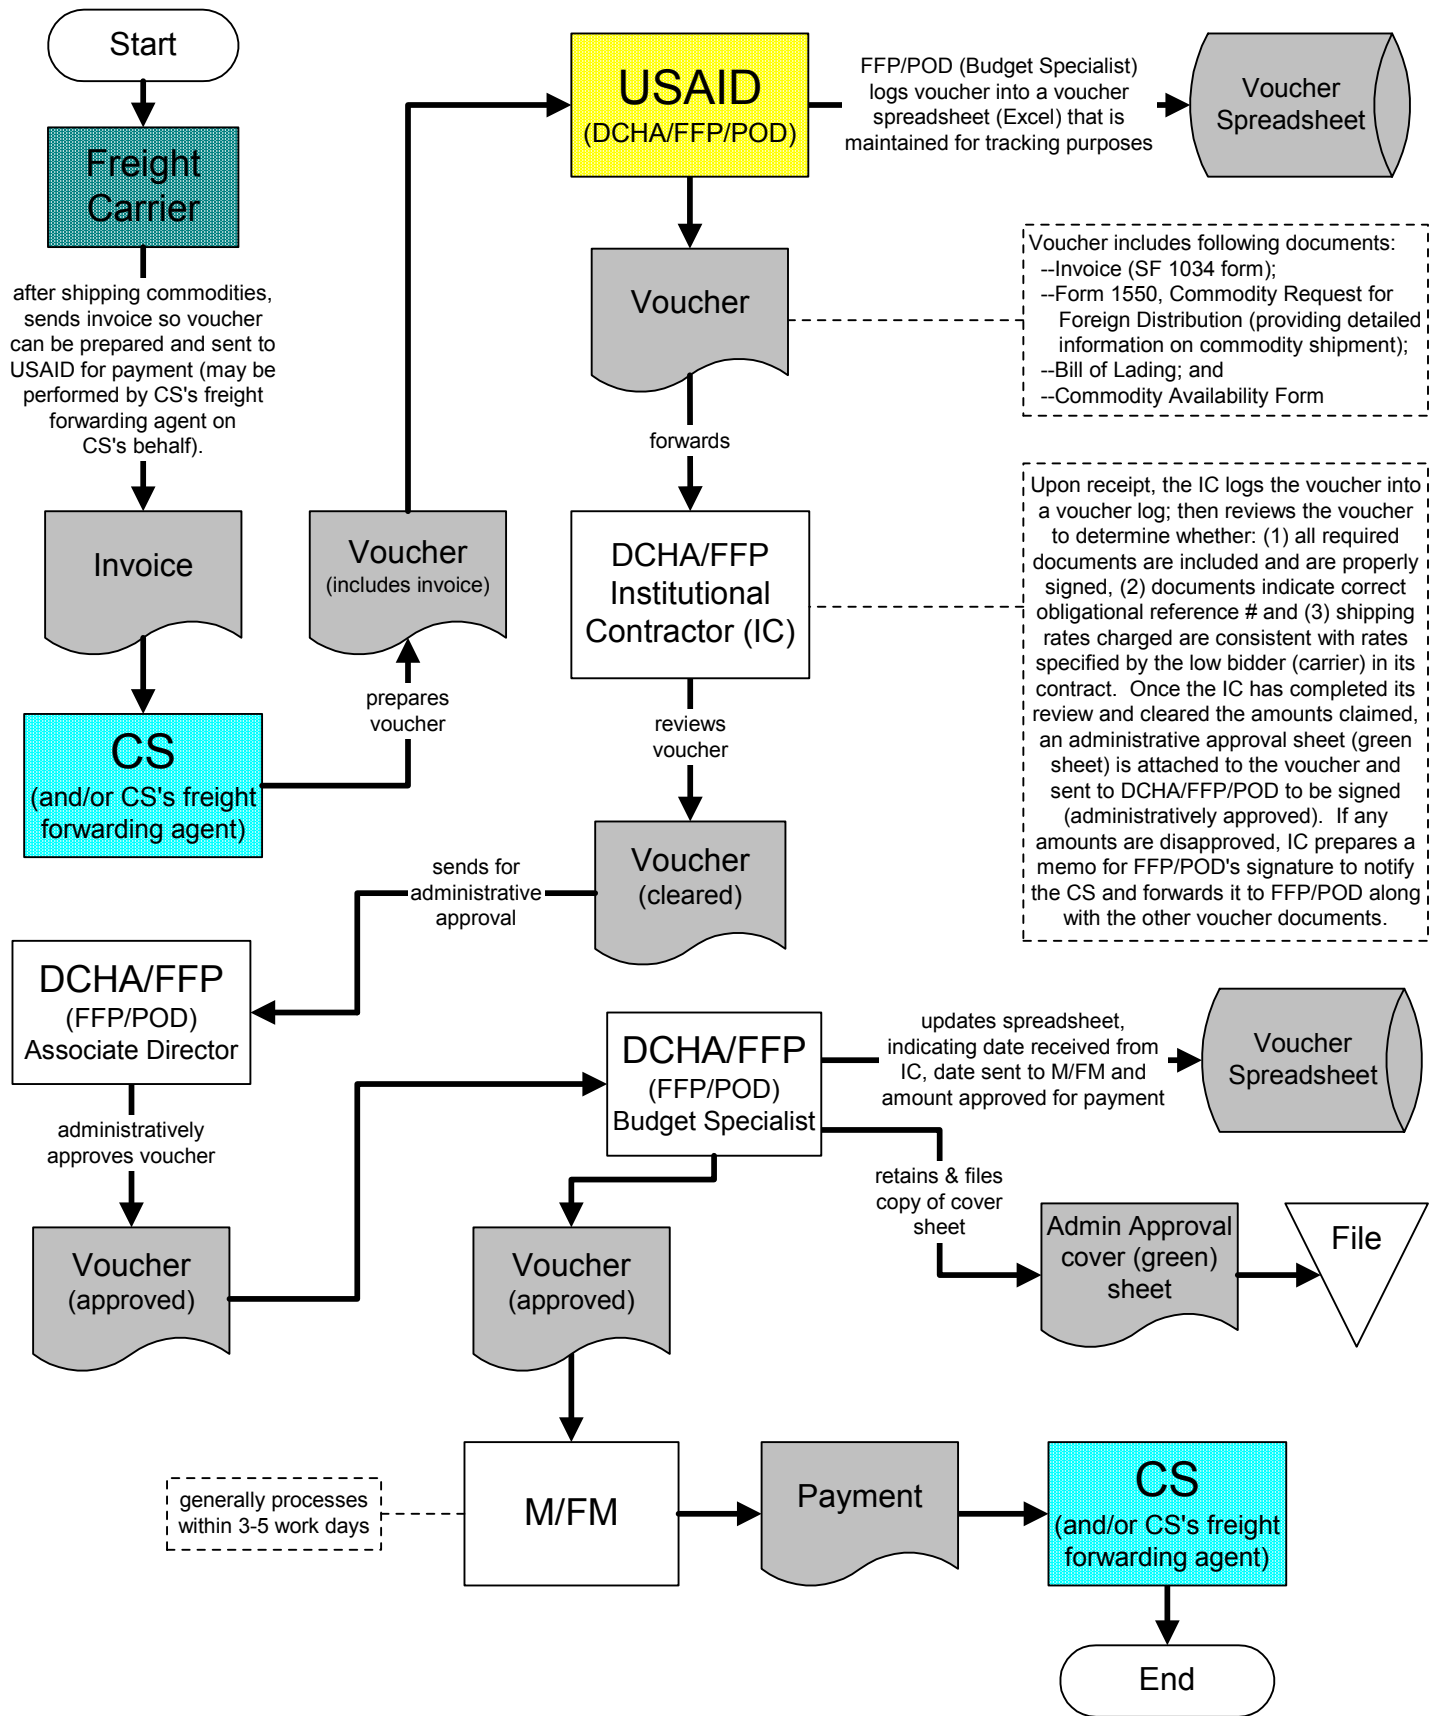 Start
Freight
Carrier
after shipping commodities,
sends invoice so voucher
can be prepared and sent to
USAID for payment (may be
performed by CS's freight
forwarding agent on
CS's behalf).
Invoice
CS
(and/or CS's freight
forwarding agent)
prepares
voucher
Voucher
(includes invoice)
USAID
(DCHA/FFP/POD)
FFP/POD (Budget Specialist)
logs voucher into a voucher
spreadsheet (Excel) that is
maintained for tracking purposes
Voucher
Spreadsheet
Voucher
Voucher includes following documents:
--Invoice (SF 1034 form);
--Form 1550, Commodity Request for
Foreign Distribution (providing detailed
information on commodity shipment);
--Bill of Lading; and
--Commodity Availability Form
forwards
DCHA/FFP
Institutional
Contractor (IC)
Upon receipt, the IC logs the voucher into
a voucher log; then reviews the voucher
to determine whether: (1) all required
documents are included and are properly
signed, (2) documents indicate correct
obligational reference # and (3) shipping
rates charged are consistent with rates
specified by the low bidder (carrier) in its
contract.  Once the IC has completed its
review and cleared the amounts claimed,
an administrative approval sheet (green
sheet) is attached to the voucher and
sent to DCHA/FFP/POD to be signed
(administratively approved).  If any
amounts are disapproved, IC prepares a
memo for FFP/POD's signature to notify
the CS and forwards it to FFP/POD along
with the other voucher documents.
reviews
voucher
Voucher
(cleared)
sends for
administrative
approval
DCHA/FFP
(FFP/POD)
Associate Director
administratively
approves voucher
Voucher
(approved)
DCHA/FFP
(FFP/POD)
Budget Specialist
updates spreadsheet,
indicating date received from
IC, date sent to M/FM and
amount approved for payment
Voucher
Spreadsheet
retains & files
copy of cover
sheet
Admin Approval
cover (green)
sheet
File
Voucher
(approved)
generally processes
within 3-5 work days
M/FM
Payment
CS
(and/or CS's freight
forwarding agent)
End